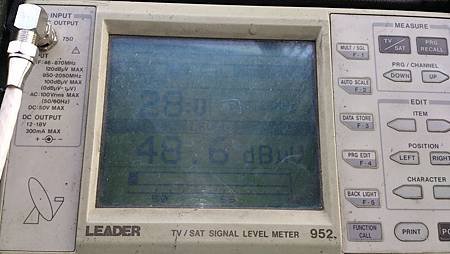 INPUT
OUTPUT
75Ω
INPUT
IF:46-870MHz
120dBμV MAX
950-2050MHz
100dBμV MAX
(0dBμV=1μV)
AC:100Vrms MAX
(50/60Hz)
DC:50V MAX
DC OUTPUT
12-18V
300mA MAX
48.6 dBμV
LEADER
TV/SAT SIGNAL LEVEL METER
952
MEASURE
MULT/SGL
F-1
TV
/SAT
PRG
RECALL
PRG/CHANNEL
DOWN
UP
AUTO SCALE
F-2
EDIT
ITEM
DATA STORE
F-3
POSITION
PRG EDIT
F-4
LEFT
RIGHT
CHARACTER
BACK LIGHT
F-5
FUNCTION
CALL
PRINT